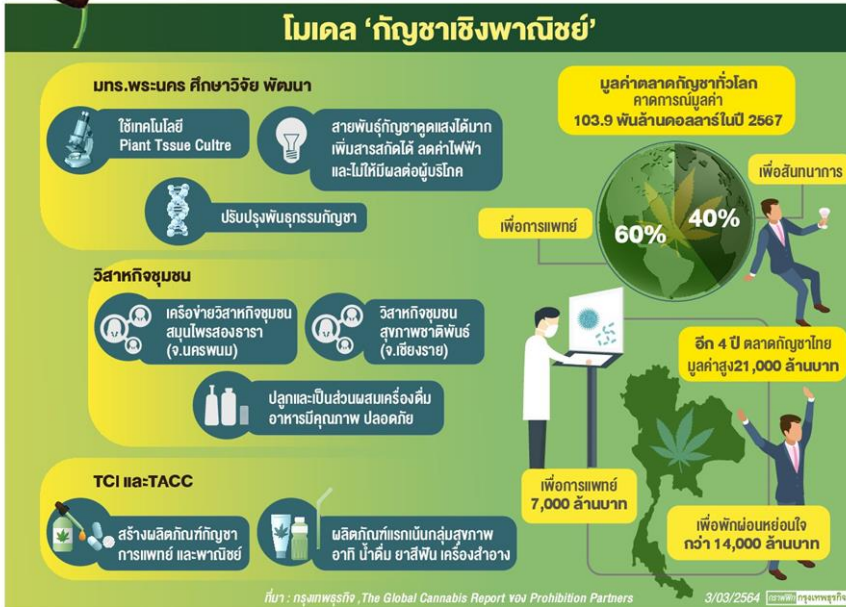 โมเดล ‘กัญชาเชิงพาณิชย์’
มทร.พระนคร ศึกษาวิจัย พัฒนา
ใช้เทคโนโลยี
Plant Tssue Cultre
สายพันธุ์กัญชาดูดแสงได้มาก
เพิ่มสารสกัดได้ ลดค่าไฟฟ้า
และไม่ให้มีผลต่อผู้บริโภค
ปรับปรุงพันธุกรรมกัญชา
วิสาหกิจชุมชน
เครือข่ายวิสาหกิจชุมชน
สมุนไพรสองธารา
(จ.นครพนม)
วิสาหกิจชุมชน
สุขภาพชาติพันธ์
(จ.เชียงราย)
ปลูกและเป็นส่วนผสมเครื่องดื่ม
อาหารมีคุณภาพ ปลอดภัย
TCI และTACC
สร้างผลิตภัณฑ์กัญชา
การแพทย์ และพาณิชย์
ผลิตภัณฑ์แรกเน้นกลุ่มสุขภาพ
อาทิ น้ำดื่ม ยาสีฟัน เครื่องสำอาง
มูลค่าตลาดกัญชาทั่วโลก
คาดการณ์มูลค่า
103.9 พันล้านดอลลาร์ในปี 2567
เพื่อสันทนาการ
40%
เพื่อการแพทย์
60%
อีก 4 ปี ตลาดกัญชาไทย
มูลค่าสูง21,000 ล้านบาท
เพื่อการแพทย์
7,000 ล้านบาท
เพื่อพักผ่อนหย่อนใจ
กว่า 14,000 ล้านบาท
ที่มา : กรุงเทพธุรกิจ ,The Global Cannabis Report ของ Prohibition Partners
3/03/2564
กราฟฟิก กรุงเทพธุรกิจ